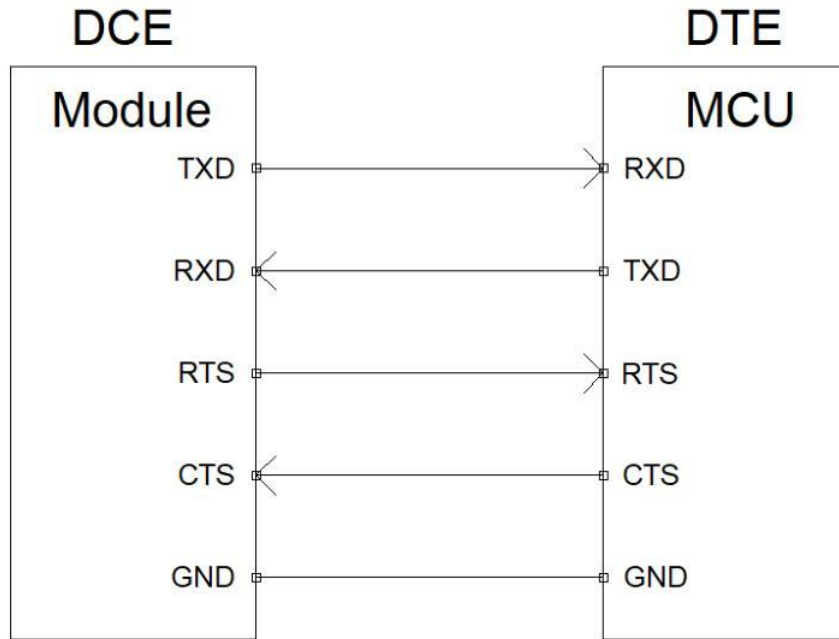 DCE
DTE
Module
MCU
TXD
RXD
RXD
TXD
RTS
RTS
CTS
CTS
GND
GND